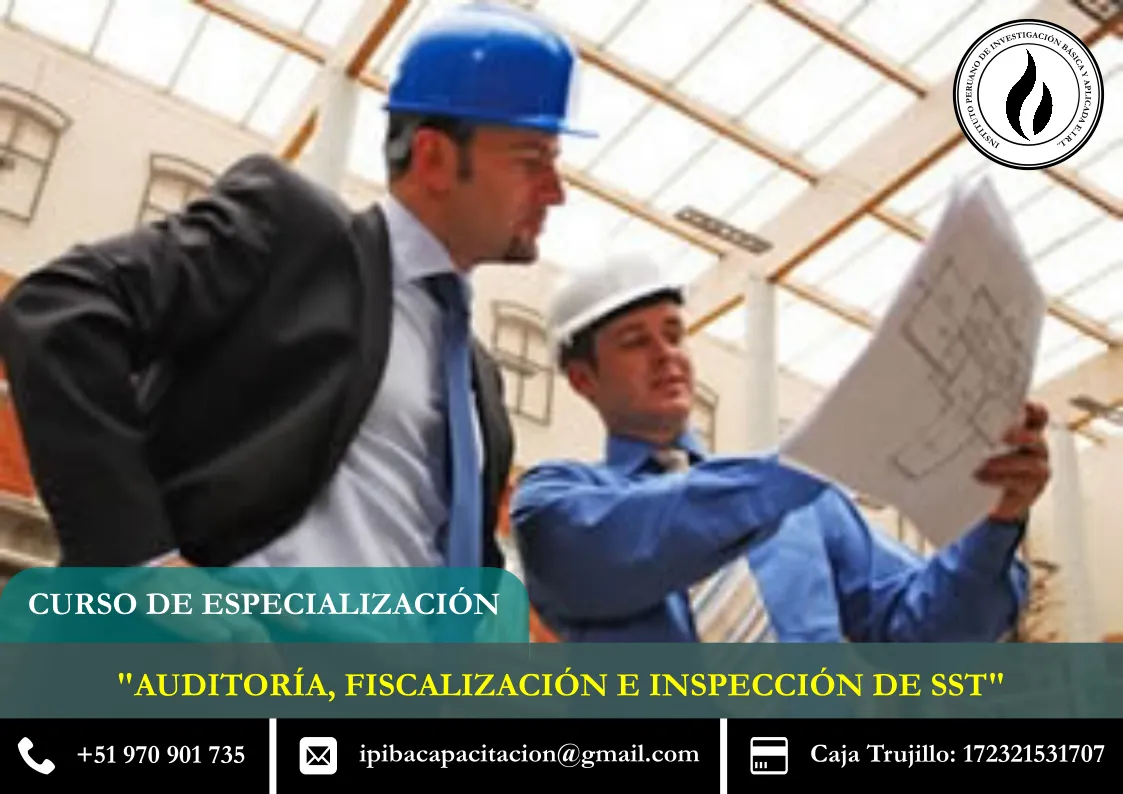 INSTITUTO PERUANO DE INVESTIGACIÓN BÁSICA Y APLICADA E.I.R.L.
CURSO DE ESPECIALIZACIÓN
"AUDITORÍA, FISCALIZACIÓN E INSPECCIÓN DE SST"
+51 970 901 735
ipibacapacitacion@gmail.com
Caja Trujillo: 172321531707